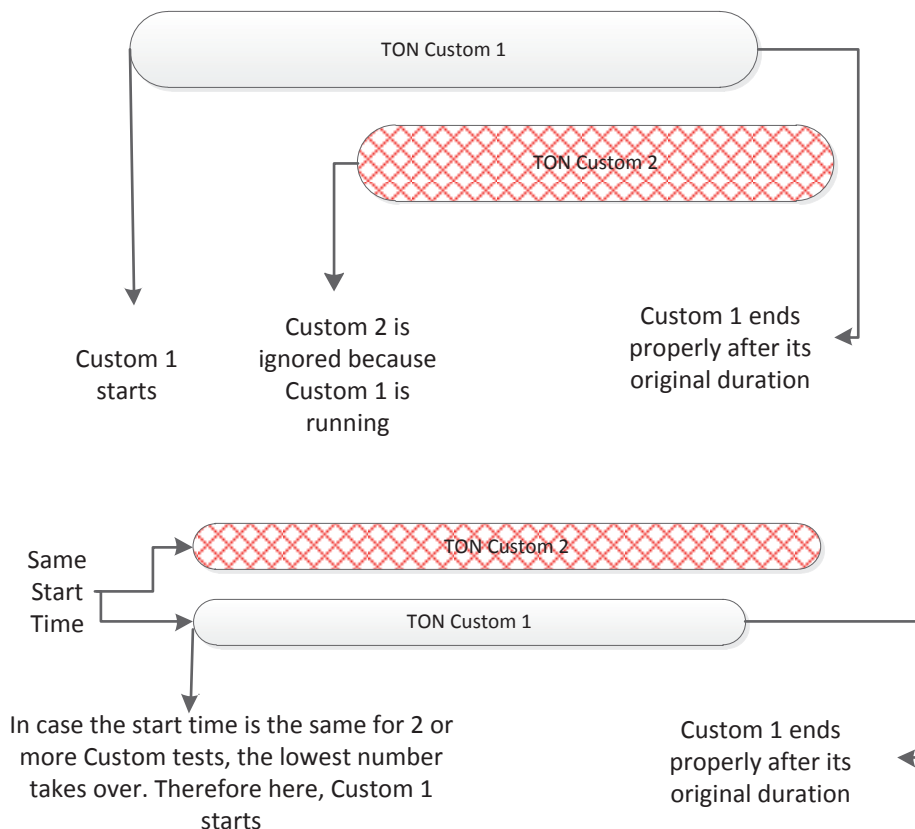 TON Custom 1
TON Custom 2
Custom 1
starts
Custom 2 is
ignored because
Custom 1 is
running
Custom 1 ends
properly after its
original duration
Same
Start
Time
TON Custom 2
TON Custom 1
In case the start time is the same for 2 or
more Custom tests, the lowest number
takes over. Therefore here, Custom 1
starts
Custom 1 ends
properly after its
original duration